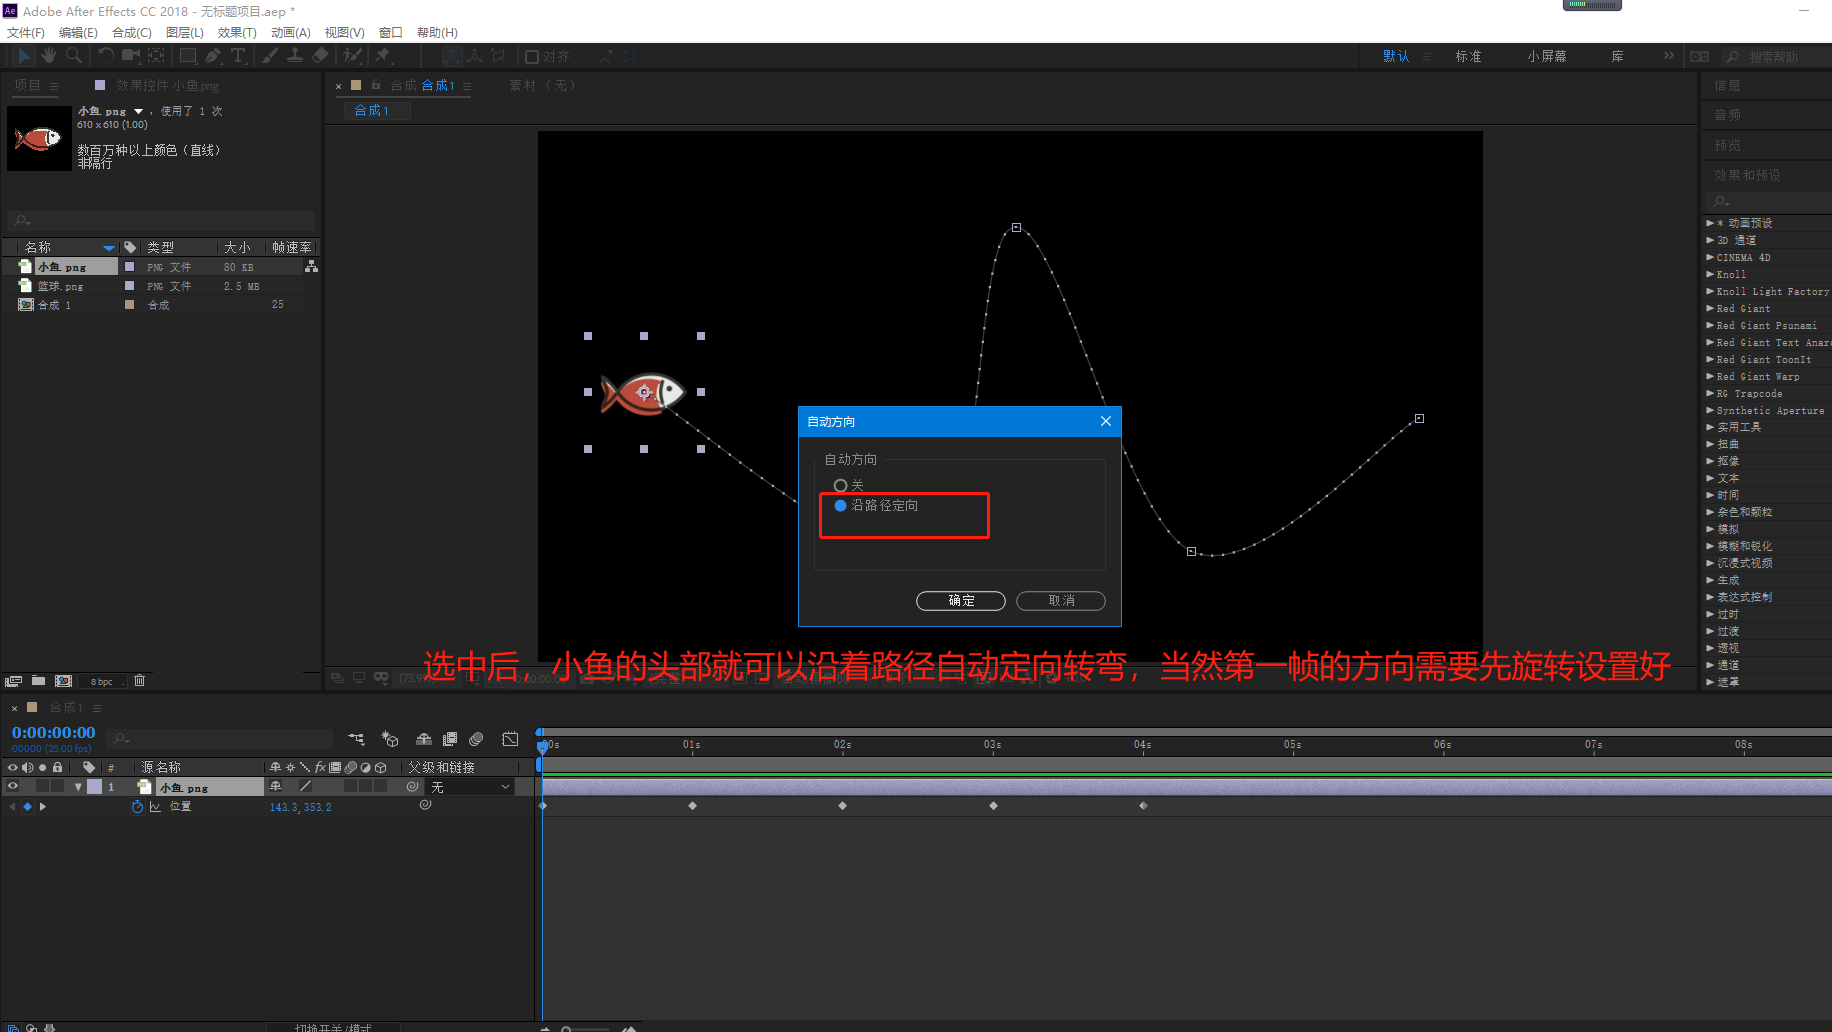 Adobe After Effects CC 2018 - 无标题项目.aep *
文件(F) 编辑(E) 合成(C) 图层(L) 效果(T) 动画(A) 视图(V) 窗口 帮助(H)
对齐 默认 标准 小屏幕 库 搜索帮助
项目 效果控件 小鱼.png
合成 合成1 素材 (无)
合成1
小鱼.png , 使用了 1 次
610 x 610 (1.00)
数百万种以上颜色(直线)
非隔行
名称 类型 大小 帧速率
小鱼.png PNG 文件 80 KB
篮球.png PNG 文件 2.5 MB
合成 1 合成 25
8 bpc
自动方向
自动方向
关
沿路径定向
确定 取消
选中后，小鱼的头部就可以沿着路径自动定向转弯，当然第一帧的方向需要先旋转设置好
信息
音频
预览
效果和预设
* 动画预设
3D 通道
CINEMA 4D
Knoll
Knoll Light Factory
Red Giant
Red Giant Psunami
Red Giant Text Anarc
Red Giant ToonIt
Red Giant Warp
RG Trapcode
Synthetic Aperture
实用工具
扭曲
抠像
文本
时间
杂色和颗粒
模拟
模糊和锐化
沉浸式视频
生成
表达式控制
过时
过渡
透视
通道
遮罩
合成1
0:00:00:00
00000 (25.00 fps)
00s 01s 02s 03s 04s 05s 06s 07s 08s
# 源名称 父级和链接
1 小鱼.png 无
位置 143.3,353.2
切换开关/模式